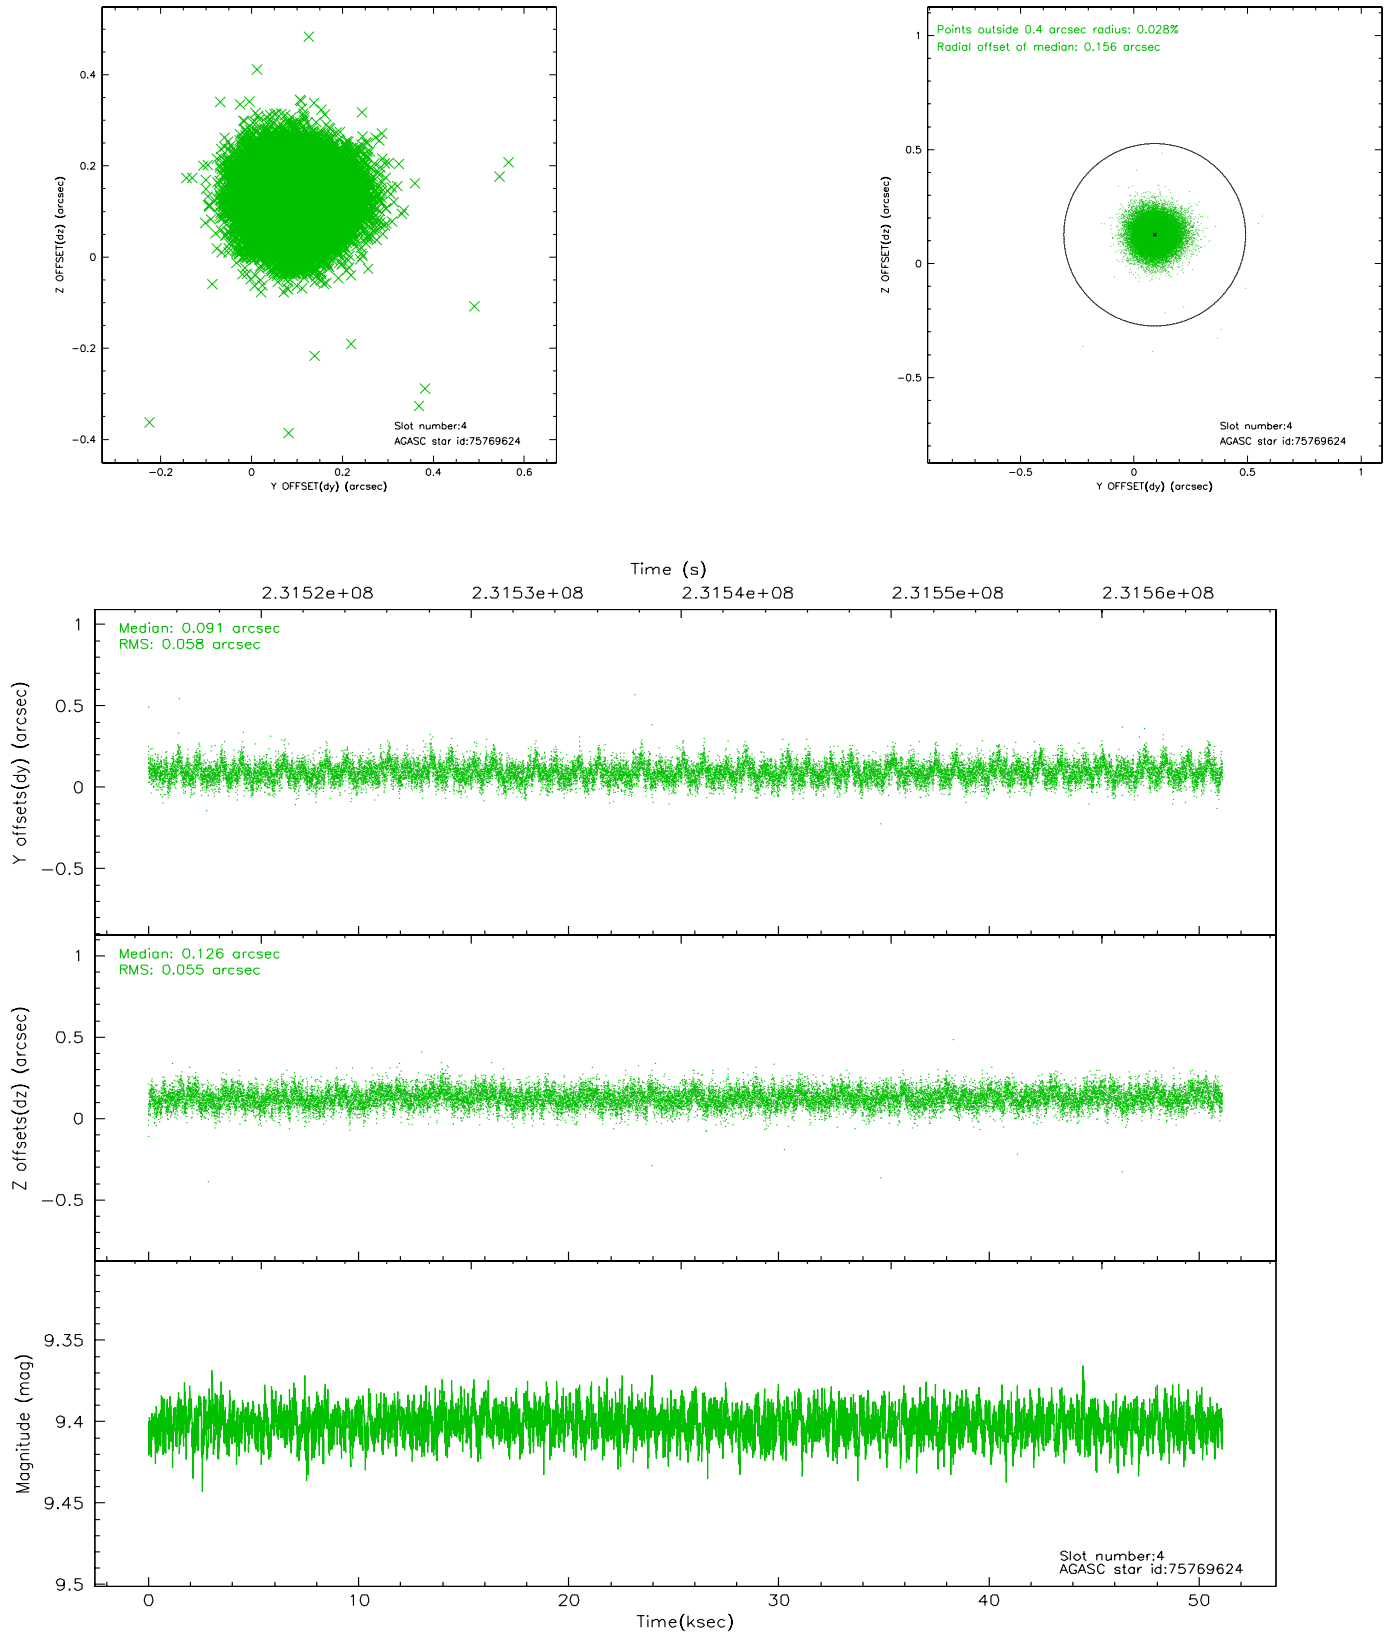 0.4
0.2
0
−0.2
−0.4
Z OFFSET(dz) (arcsec)
−0.2
0
0.2
0.4
0.6
Y OFFSET(dy) (arcsec)
Slot number:4
AGASC star id:75769624
Points outside 0.4 arcsec radius: 0.028%
Radial offset of median: 0.156 arcsec
1
0.5
0
−0.5
Z OFFSET(dz) (arcsec)
−0.5
0
0.5
1
Y OFFSET(dy) (arcsec)
Slot number:4
AGASC star id:75769624
Time (s)
2.3152e+08
2.3153e+08
2.3154e+08
2.3155e+08
2.3156e+08
Median: 0.091 arcsec
RMS: 0.058 arcsec
1
0.5
0
−0.5
Y offsets(dy) (arcsec)
Median: 0.126 arcsec
RMS: 0.055 arcsec
1
0.5
0
−0.5
Z offsets(dz) (arcsec)
9.35
9.4
9.45
9.5
Magnitude (mag)
Slot number:4
AGASC star id:75769624
0
10
20
30
40
50
Time(ksec)